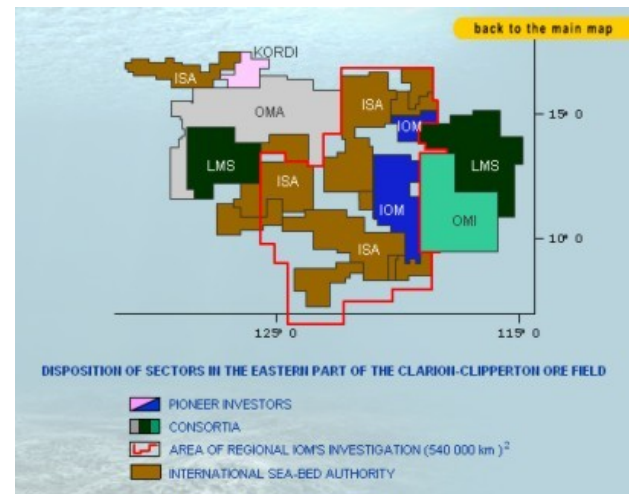 back to the main map
KORDI
ISA
OMA
ISA
IOM
15° 0
LMS
LMS
ISA
IOM
OMI
ISA
10° 0
125° 0
115° 0
DISPOSITION OF SECTORS IN THE EASTERN PART OF THE CLARION-CLIPPERTON ORE FIELD
PIONEER INVESTORS
CONSORTIA
AREA OF REGIONAL IOM'S INVESTIGATION (540 000 km )²
INTERNATIONAL SEA-BED AUTHORITY